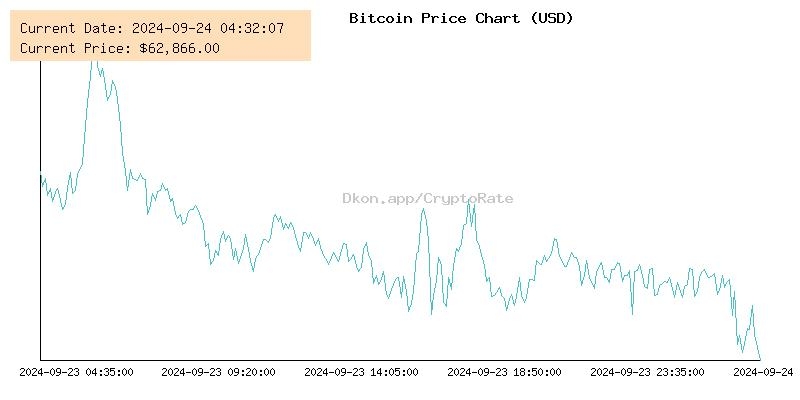 Bitcoin Price Chart (USD)
Current Date: 2024-09-24 04:32:07
Current Price: $62,866.00
Dkon.app/CryptoRate
2024-09-23 04:35:00
2024-09-23 09:20:00
2024-09-23 14:05:00
2024-09-23 18:50:00
2024-09-23 23:35:00
2024-09-24